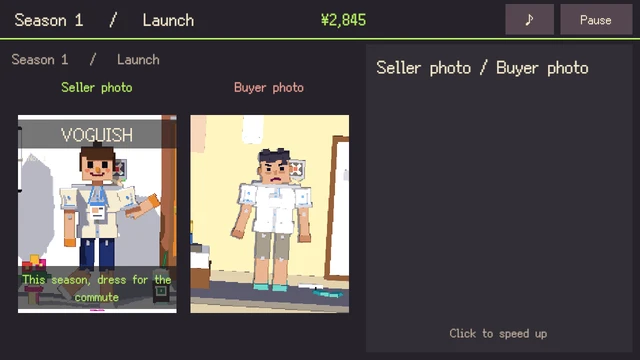 Season 1 / Launch
¥2,845
♪
Pause
Season 1 / Launch
Seller photo
Buyer photo
VOGUISH
This season, dress for the
commute
Seller photo / Buyer photo
Click to speed up